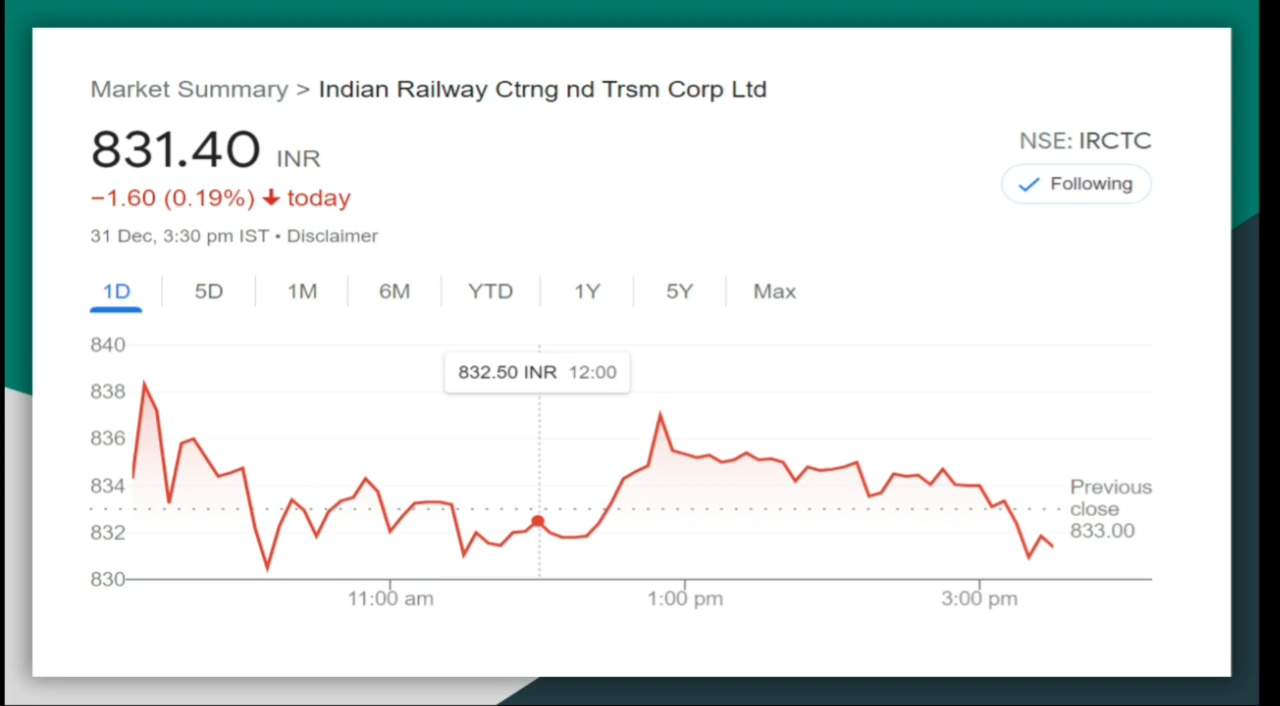 Market Summary > Indian Railway Ctrng nd Trsm Corp Ltd
831.40 INR
NSE: IRCTC
−1.60 (0.19%) ↓ today
Following
31 Dec, 3:30 pm IST • Disclaimer
1D 5D 1M 6M YTD 1Y 5Y Max
840
832.50 INR 12:00
838
836
834
Previous
close
833.00
832
830
11:00 am 1:00 pm 3:00 pm